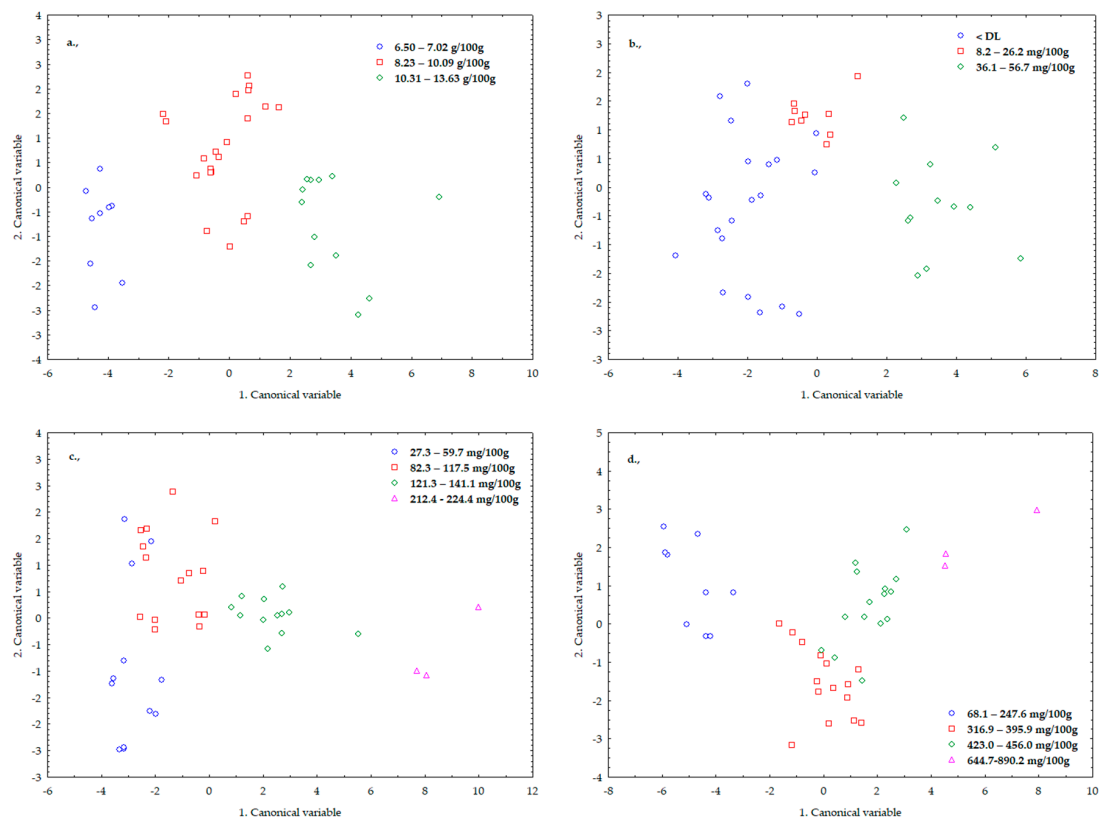 a.,
6.50 – 7.02 g/100g
8.23 – 10.09 g/100g
10.31 – 13.63 g/100g
2. Canonical variable
4
3
3
2
2
1
1
0
-1
-1
-2
-2
-3
-3
-4
-6 -4 -2 0 2 4 6 8 10
1. Canonical variable
b.,
< DL
8.2 – 26.2 mg/100g
36.1 – 56.7 mg/100g
2. Canonical variable
3
3
2
2
1
1
0
-1
-1
-2
-2
-3
-3
-6 -4 -2 0 2 4 6 8
1. Canonical variable
c.,
27.3 – 59.7 mg/100g
82.3 – 117.5 mg/100g
121.3 – 141.1 mg/100g
212.4 - 224.4 mg/100g
2. Canonical variable
4
3
3
2
2
1
1
0
-1
-1
-2
-2
-3
-3
-6 -4 -2 0 2 4 6 8 10 12
1. Canonical variable
d.,
68.1 – 247.6 mg/100g
316.9 – 395.9 mg/100g
423.0 – 456.0 mg/100g
644.7-890.2 mg/100g
2. Canonical variable
5
4
3
2
1
0
-1
-2
-3
-4
-8 -6 -4 -2 0 2 4 6 8 10
1. Canonical variable